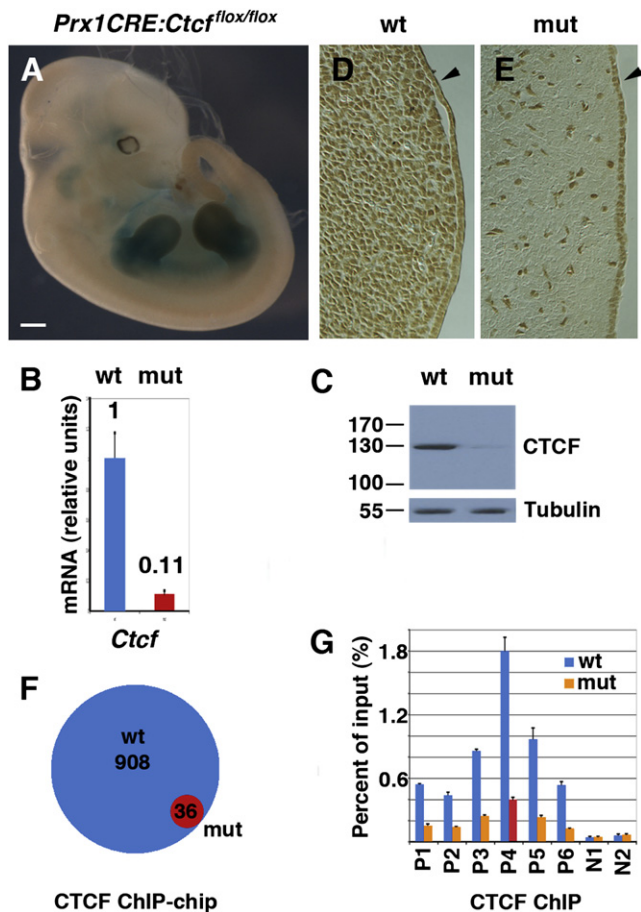 Prx1CRE:Ctcf flox/flox
wt
mut
A
D
E
B
wt
mut
mRNA (relative units)
1
0.11
Ctcf
C
wt
mut
170
130
100
55
CTCF
Tubulin
F
wt
908
36
mut
CTCF ChIP-chip
G
Percent of input (%)
1.8
1.2
0.6
wt
mut
P1
P2
P3
P4
P5
P6
N1
N2
CTCF ChIP